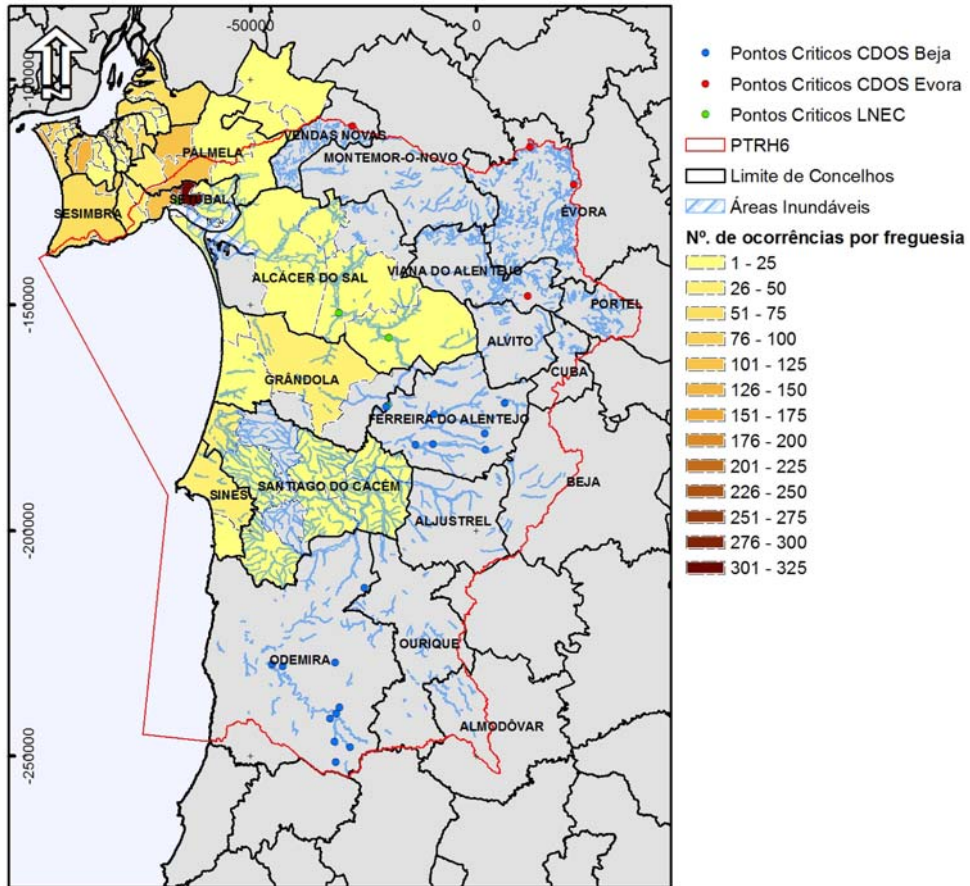 -50000
0
-100000
-150000
-200000
-250000
VENDAS NOVAS
PALMELA
MONTEMOR-O-NOVO
SESIMBRA
SETÚBAL
ÉVORA
ALCÁCER DO SAL
VIANA DO ALENTEJO
PORTEL
ALVITO
CUBA
GRÂNDOLA
FERREIRA DO ALENTEJO
SANTIAGO DO CACÉM
SINES
BEJA
ALJUSTREL
OURIQUE
ODEMIRA
ALMODÔVAR
Pontos Criticos CDOS Beja
Pontos Criticos CDOS Evora
Pontos Criticos LNEC
PTRH6
Limite de Concelhos
Áreas Inundáveis
Nº. de ocorrências por freguesia
1 - 25
26 - 50
51 - 75
76 - 100
101 - 125
126 - 150
151 - 175
176 - 200
201 - 225
226 - 250
251 - 275
276 - 300
301 - 325